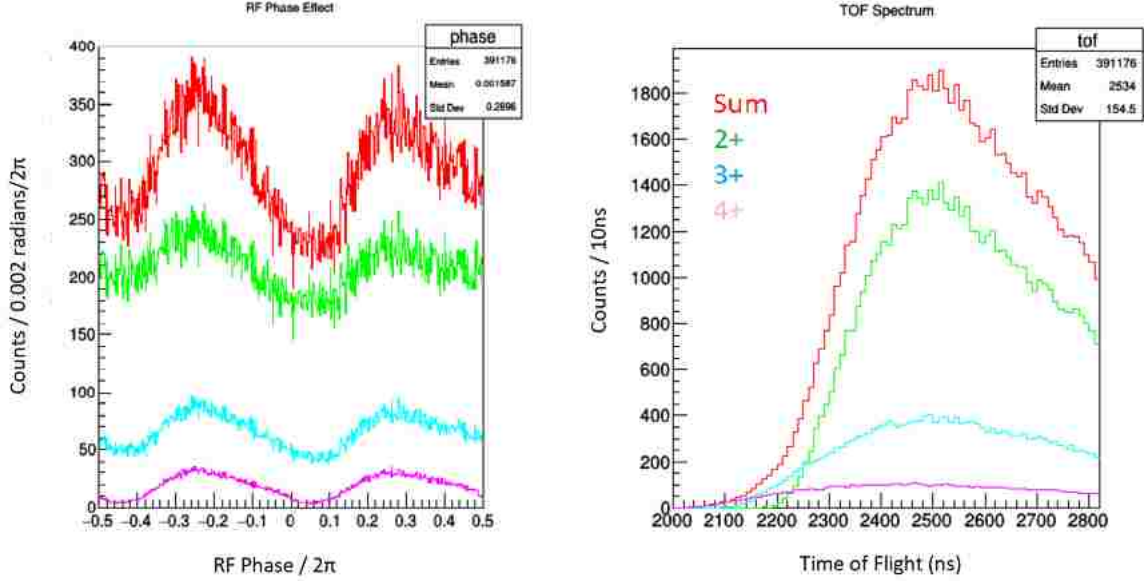 RF Phase Effect
phase
Entries 391176
Mean 0.001587
Std Dev 0.2896
400
350
300
250
200
150
100
50
0
Counts / 0.002 radians/2π
−0.5 −0.4 −0.3 −0.2 −0.1 0 0.1 0.2 0.3 0.4 0.5
RF Phase / 2π
TOF Spectrum
tof
Entries 391176
Mean 2534
Std Dev 154.5
Sum
2+
3+
4+
1800
1600
1400
1200
1000
800
600
400
200
0
Counts / 10ns
2000 2100 2200 2300 2400 2500 2600 2700 2800
Time of Flight (ns)